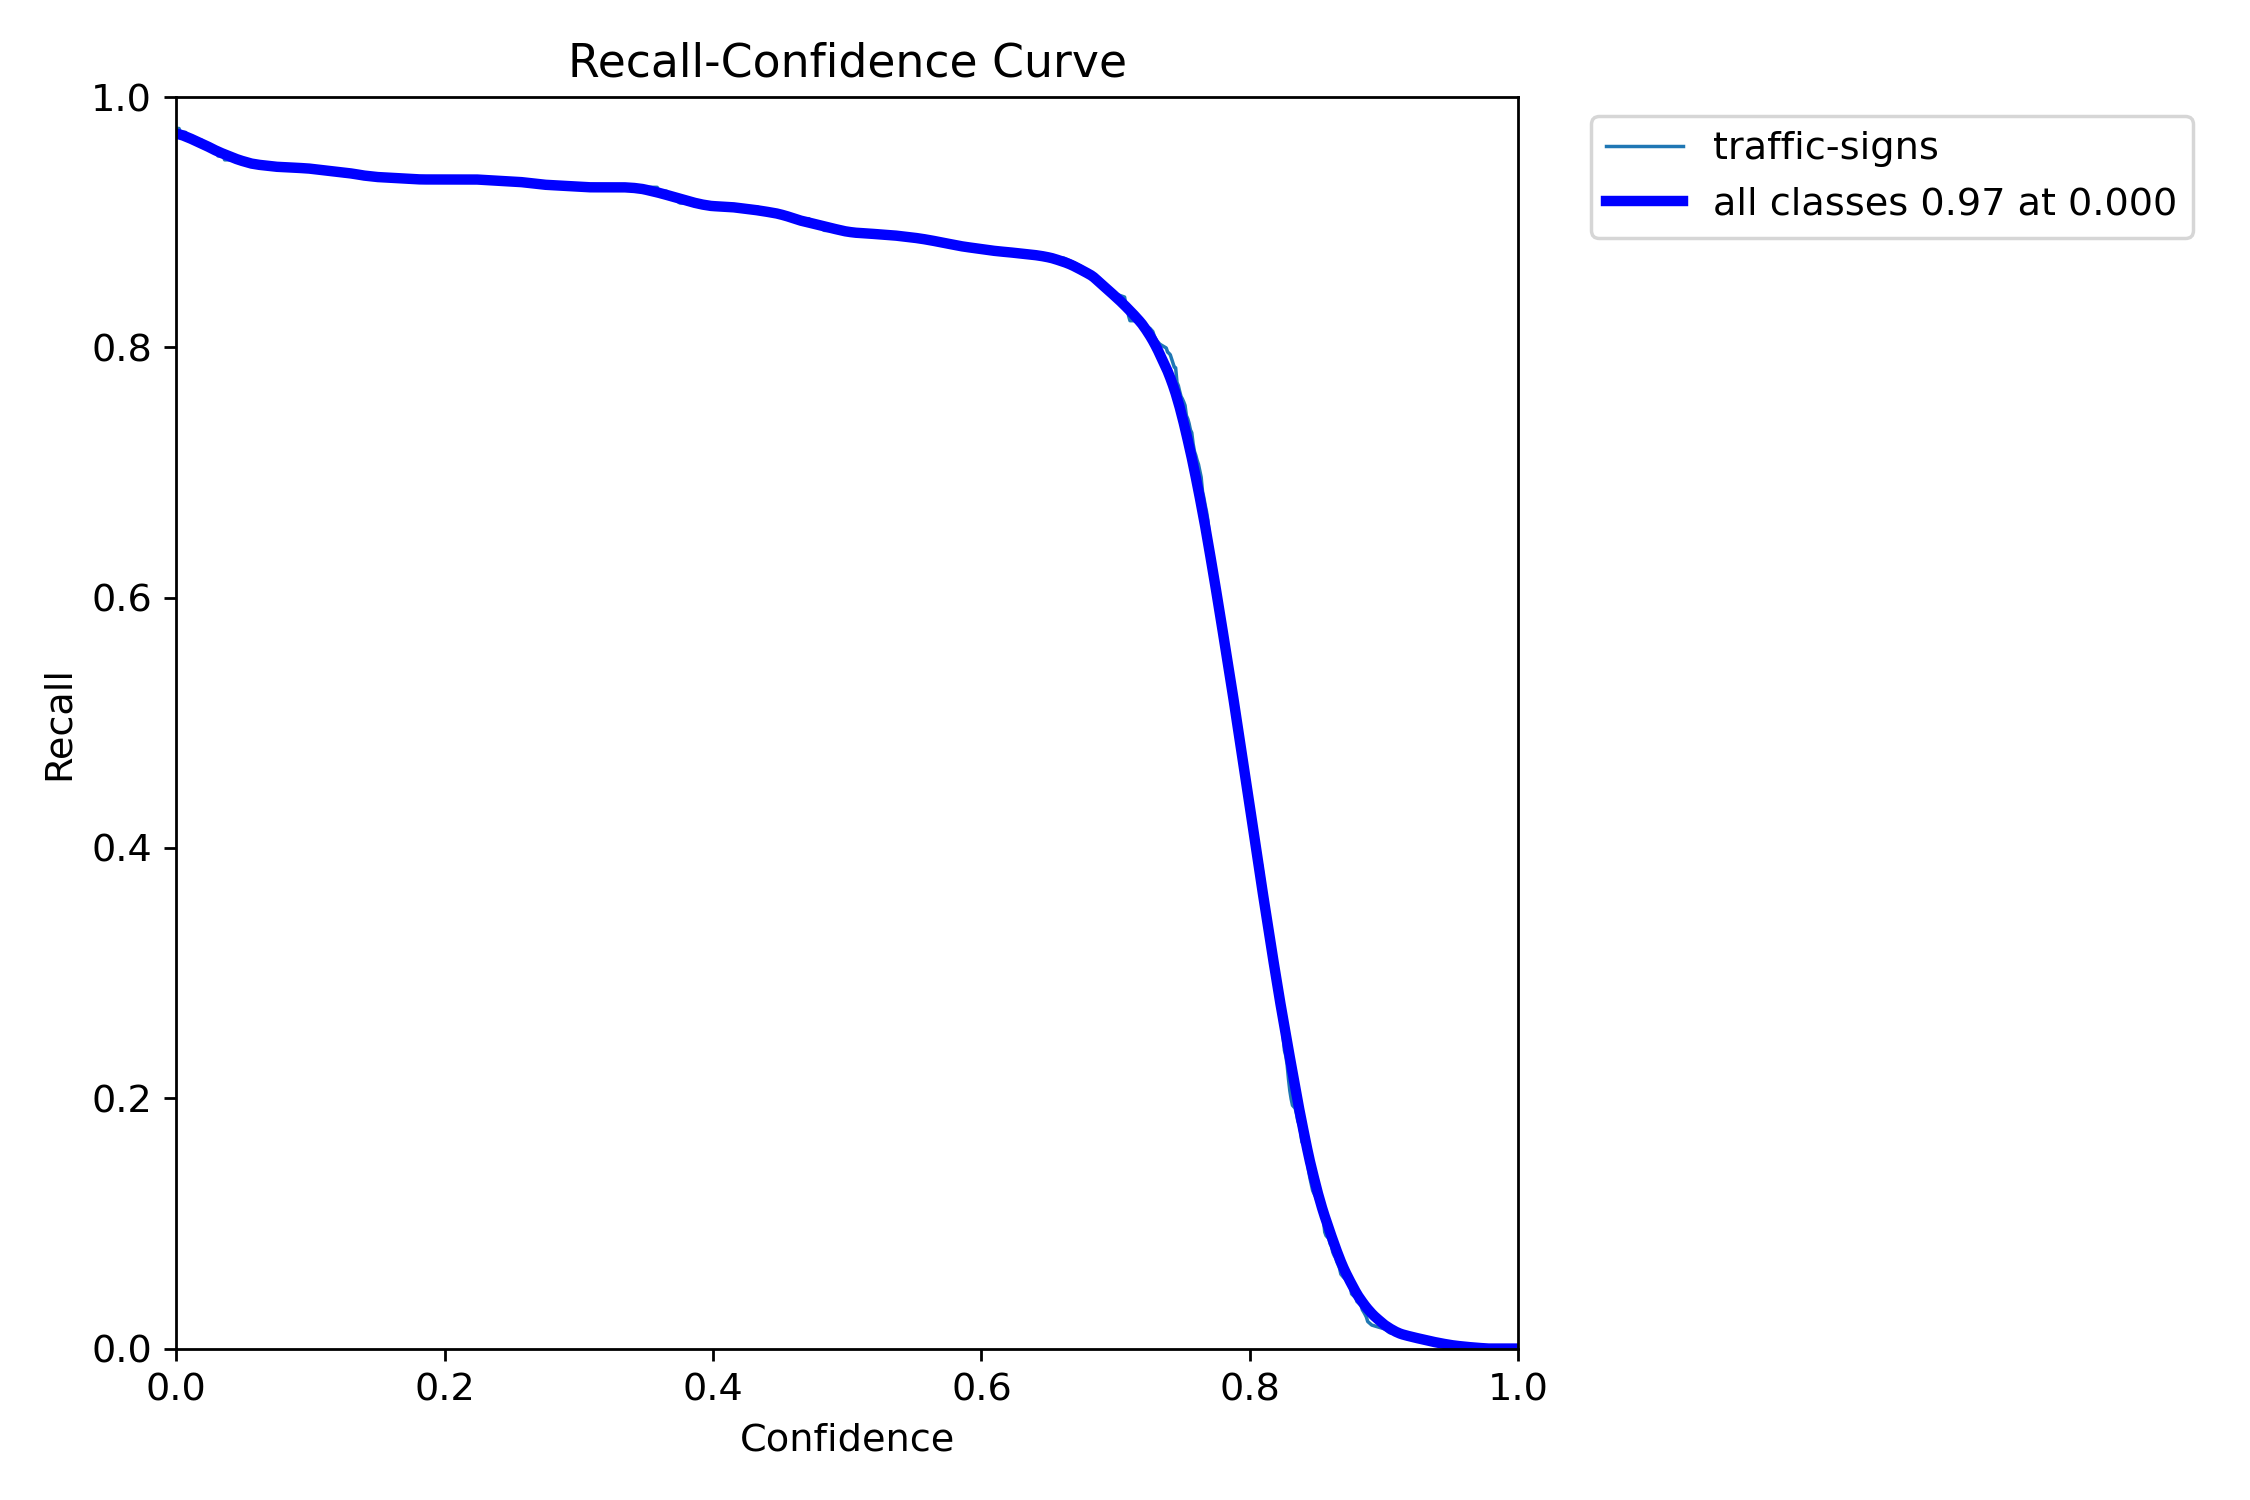 Recall-Confidence Curve
1.0
0.8
0.6
0.4
0.2
0.0
Recall
0.0 0.2 0.4 0.6 0.8 1.0
Confidence
traffic-signs
all classes 0.97 at 0.000